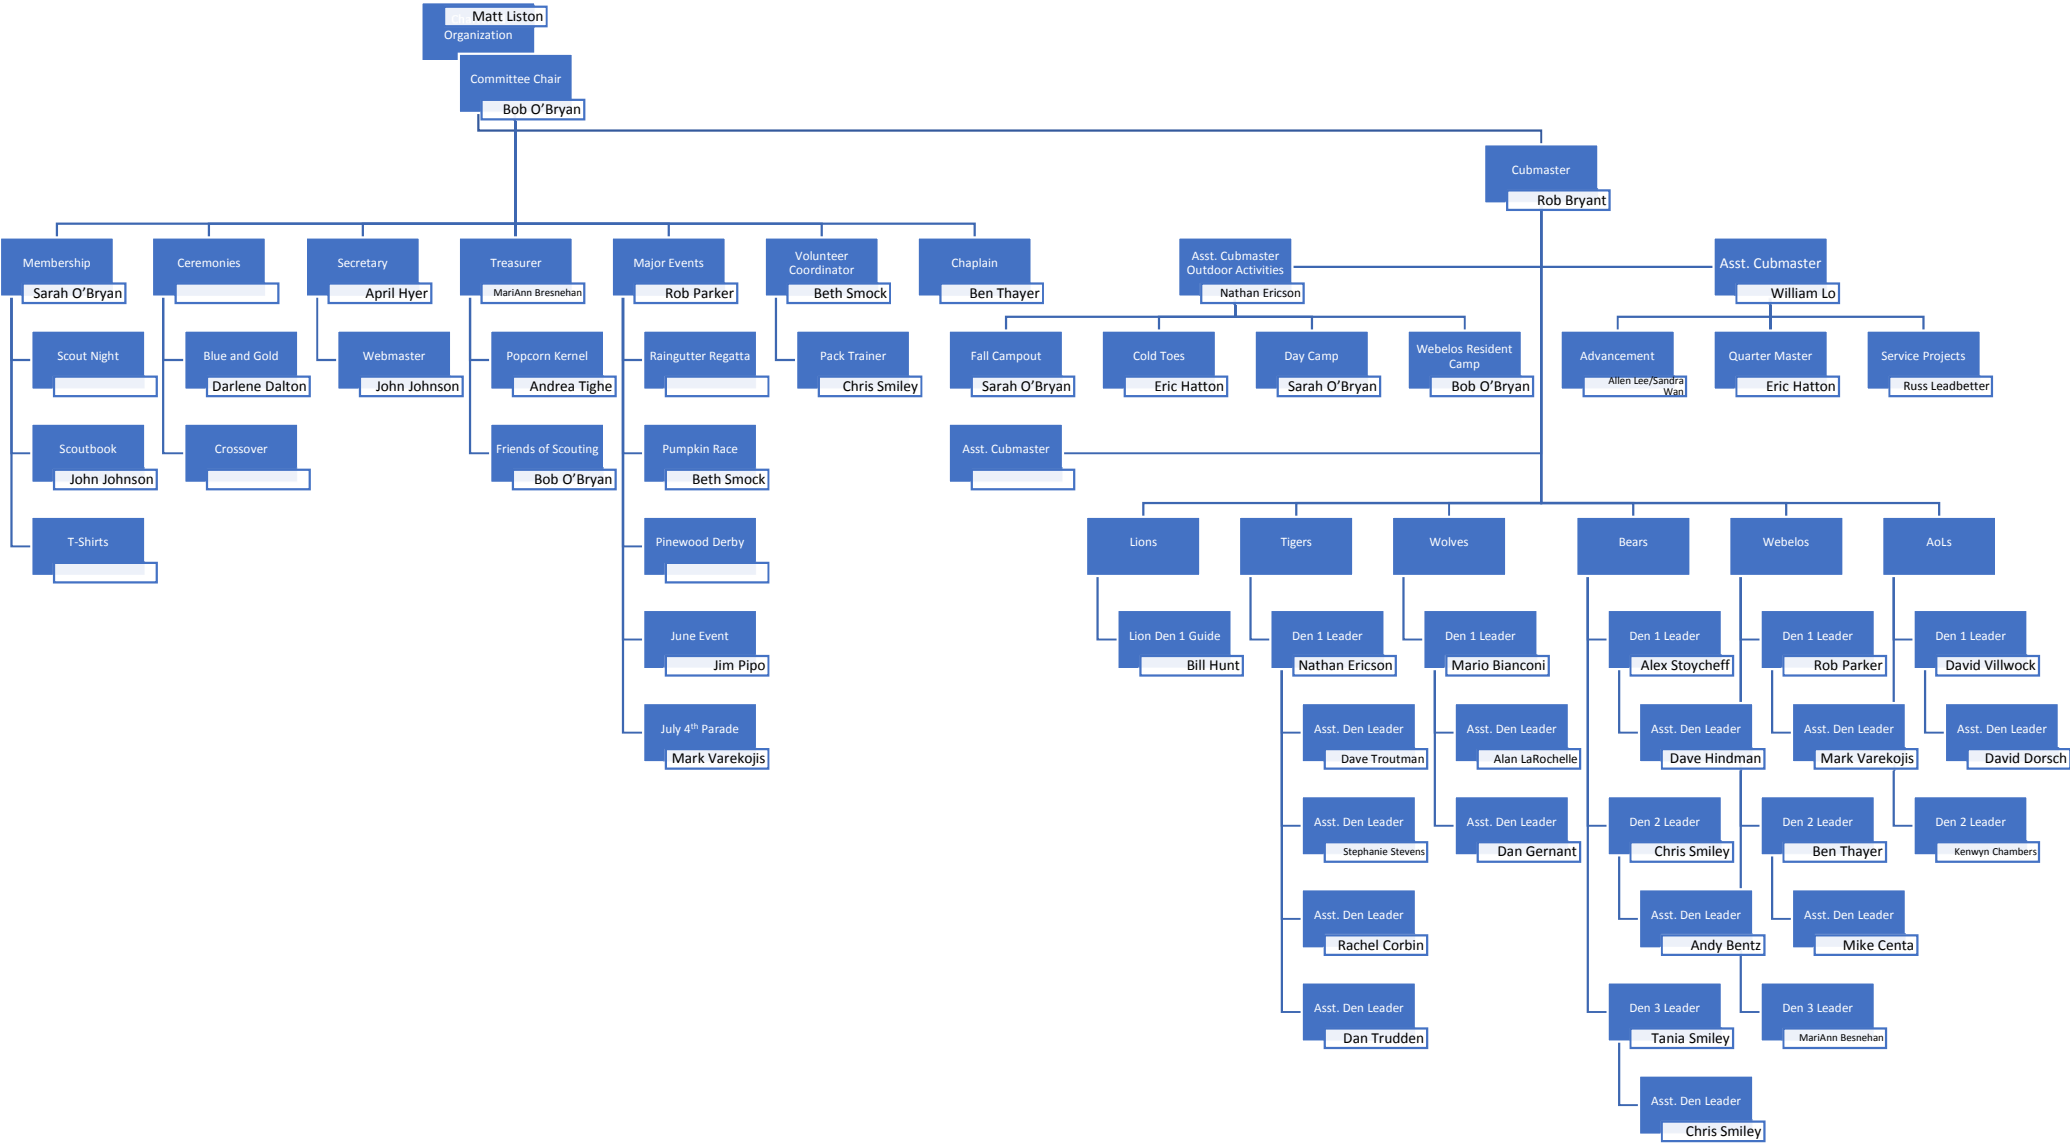 Matt Liston
Organization
Committee Chair
Bob O'Bryan
Cubmaster
Rob Bryant
Membership
Sarah O'Bryan
Ceremonies
Secretary
April Hyer
Treasurer
MariAnn Bresnehan
Major Events
Rob Parker
Volunteer
Coordinator
Beth Smock
Chaplain
Ben Thayer
Asst. Cubmaster
Outdoor Activities
Nathan Ericson
Asst. Cubmaster
William Lo
Scout Night
Blue and Gold
Darlene Dalton
Webmaster
John Johnson
Popcorn Kernel
Andrea Tighe
Raingutter Regatta
Pack Trainer
Chris Smiley
Fall Campout
Sarah O'Bryan
Cold Toes
Eric Hatton
Day Camp
Sarah O'Bryan
Webelos Resident
Camp
Bob O'Bryan
Advancement
Allen Lee/Sandra
Wan
Quarter Master
Eric Hatton
Service Projects
Russ Leadbetter
Scoutbook
John Johnson
Crossover
Friends of Scouting
Bob O'Bryan
Pumpkin Race
Beth Smock
Asst. Cubmaster
T-Shirts
Pinewood Derby
Lions
Tigers
Wolves
Bears
Webelos
AoLs
June Event
Jim Pipo
Lion Den 1 Guide
Bill Hunt
Den 1 Leader
Nathan Ericson
Den 1 Leader
Mario Bianconi
Den 1 Leader
Alex Stoycheff
Den 1 Leader
Rob Parker
Den 1 Leader
David Villwock
July 4th Parade
Mark Varekojis
Asst. Den Leader
Dave Troutman
Asst. Den Leader
Alan LaRochelle
Asst. Den Leader
Dave Hindman
Asst. Den Leader
Mark Varekojis
Asst. Den Leader
David Dorsch
Asst. Den Leader
Stephanie Stevens
Asst. Den Leader
Dan Gernant
Den 2 Leader
Chris Smiley
Den 2 Leader
Ben Thayer
Den 2 Leader
Kenwyn Chambers
Asst. Den Leader
Rachel Corbin
Asst. Den Leader
Andy Bentz
Asst. Den Leader
Mike Centa
Asst. Den Leader
Dan Trudden
Den 3 Leader
Tania Smiley
Den 3 Leader
MariAnn Besnehan
Asst. Den Leader
Chris Smiley